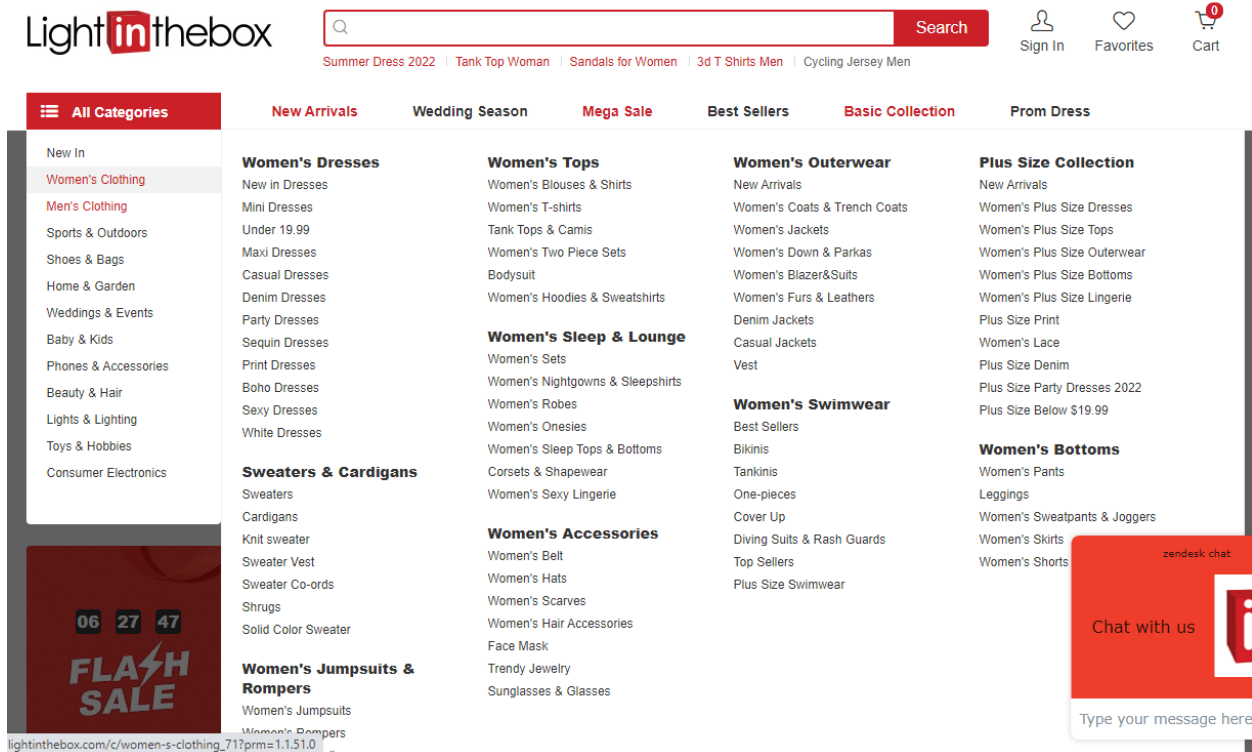 Lightinthebox
Search
Sign In
Favorites
0
Cart
Summer Dress 2022
Tank Top Woman
Sandals for Women
3d T Shirts Men
Cycling Jersey Men
All Categories
New Arrivals
Wedding Season
Mega Sale
Best Sellers
Basic Collection
Prom Dress
New In
Women's Clothing
Men's Clothing
Sports & Outdoors
Shoes & Bags
Home & Garden
Weddings & Events
Baby & Kids
Phones & Accessories
Beauty & Hair
Lights & Lighting
Toys & Hobbies
Consumer Electronics
06 27 47
FLASH
SALE
Women's Dresses
New in Dresses
Mini Dresses
Under 19.99
Maxi Dresses
Casual Dresses
Denim Dresses
Party Dresses
Sequin Dresses
Print Dresses
Boho Dresses
Sexy Dresses
White Dresses
Sweaters & Cardigans
Sweaters
Cardigans
Knit sweater
Sweater Vest
Sweater Co-ords
Shrugs
Solid Color Sweater
Women's Jumpsuits &
Rompers
Women's Jumpsuits
Women's Rompers
Women's Tops
Women's Blouses & Shirts
Women's T-shirts
Tank Tops & Camis
Women's Two Piece Sets
Bodysuit
Women's Hoodies & Sweatshirts
Women's Sleep & Lounge
Women's Sets
Women's Nightgowns & Sleepshirts
Women's Robes
Women's Onesies
Women's Sleep Tops & Bottoms
Corsets & Shapewear
Women's Sexy Lingerie
Women's Accessories
Women's Belt
Women's Hats
Women's Scarves
Women's Hair Accessories
Face Mask
Trendy Jewelry
Sunglasses & Glasses
Women's Outerwear
New Arrivals
Women's Coats & Trench Coats
Women's Jackets
Women's Down & Parkas
Women's Blazer&Suits
Women's Furs & Leathers
Denim Jackets
Casual Jackets
Vest
Women's Swimwear
Best Sellers
Bikinis
Tankinis
One-pieces
Cover Up
Diving Suits & Rash Guards
Top Sellers
Plus Size Swimwear
Plus Size Collection
New Arrivals
Women's Plus Size Dresses
Women's Plus Size Tops
Women's Plus Size Outerwear
Women's Plus Size Bottoms
Women's Plus Size Lingerie
Plus Size Print
Women's Lace
Plus Size Denim
Plus Size Party Dresses 2022
Plus Size Below $19.99
Women's Bottoms
Women's Pants
Leggings
Women's Sweatpants & Joggers
Women's Skirts
Women's Shorts
zendesk chat
Chat with us
Type your message here
lightinthebox.com/c/women-s-clothing_71?prm=1.1.51.0